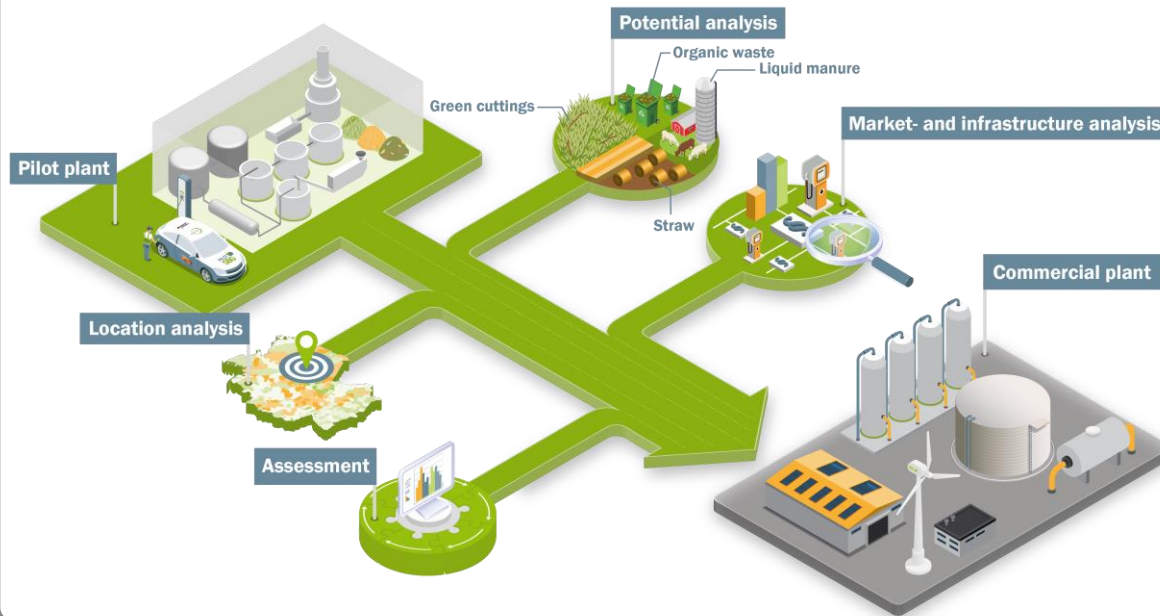 Potential analysis
Organic waste
Liquid manure
Green cuttings
Market- and infrastructure analysis
Pilot plant
Straw
Commercial plant
Location analysis
Assessment